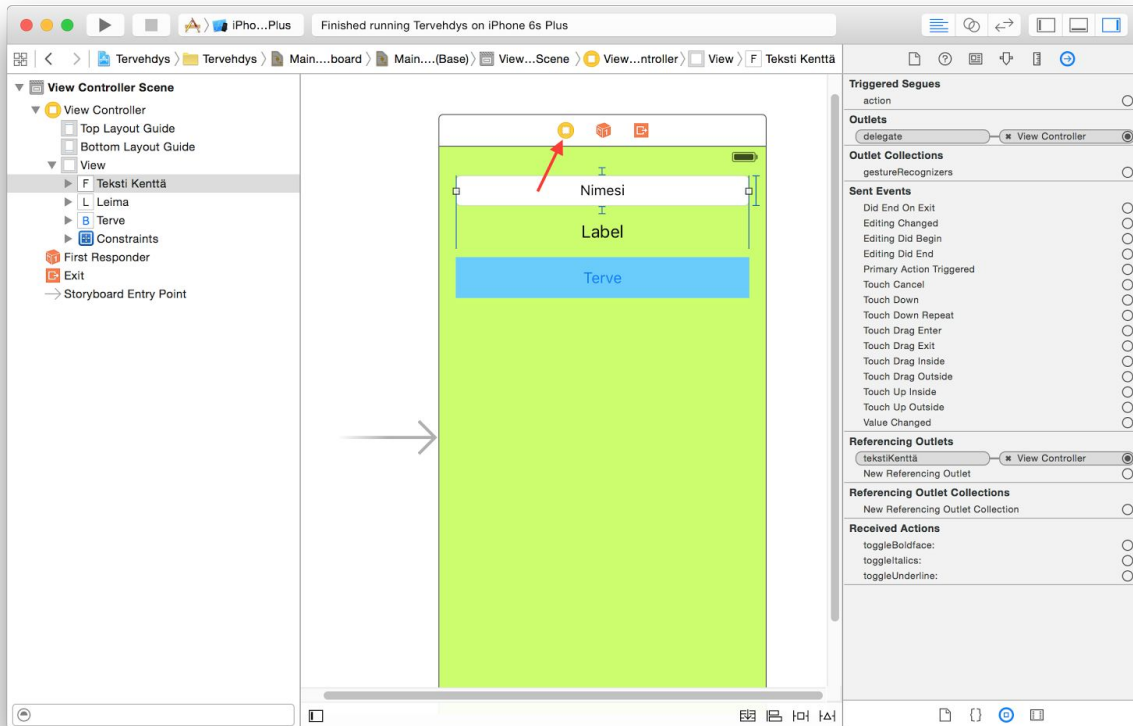 iPho...Plus
Finished running Tervehdys on iPhone 6s Plus
Tervehdys Tervehdys Main....board Main....(Base) View...Scene View...ntroller View F Teksti Kenttä
View Controller Scene
View Controller
Top Layout Guide
Bottom Layout Guide
View
F Teksti Kenttä
L Leima
B Terve
Constraints
First Responder
Exit
Storyboard Entry Point
Nimesi
Label
Terve
Triggered Segues
action
Outlets
delegate View Controller
Outlet Collections
gestureRecognizers
Sent Events
Did End On Exit
Editing Changed
Editing Did Begin
Editing Did End
Primary Action Triggered
Touch Cancel
Touch Down
Touch Down Repeat
Touch Drag Enter
Touch Drag Exit
Touch Drag Inside
Touch Drag Outside
Touch Up Inside
Touch Up Outside
Value Changed
Referencing Outlets
tekstiKenttä View Controller
New Referencing Outlet
Referencing Outlet Collections
New Referencing Outlet Collection
Received Actions
toggleBoldface:
toggleItalics:
toggleUnderline: